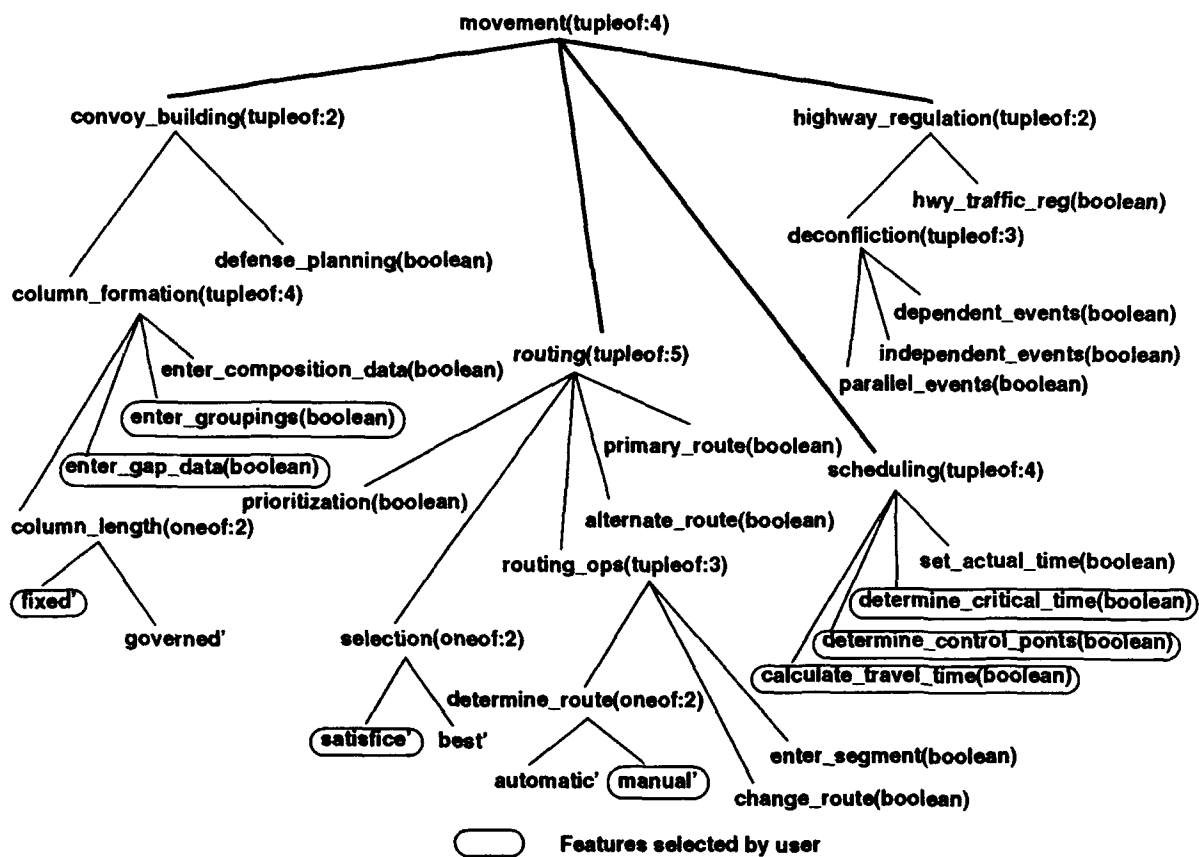 movement(tupleof:4)
convoy_building(tupleof:2)
highway_regulation(tupleof:2)
hwy_traffic_reg(boolean)
deconfliction(tupleof:3)
defense_planning(boolean)
column_formation(tupleof:4)
dependent_events(boolean)
routing(tupleof:5)
independent_events(boolean)
enter_composition_data(boolean)
parallel_events(boolean)
enter_groupings(boolean)
primary_route(boolean)
enter_gap_data(boolean)
scheduling(tupleof:4)
prioritization(boolean)
column_length(oneof:2)
alternate_route(boolean)
routing_ops(tupleof:3)
set_actual_time(boolean)
fixed'
determine_critical_time(boolean)
governed'
selection(oneof:2)
determine_control_ponts(boolean)
calculate_travel_time(boolean)
determine_route(oneof:2)
satisfice'
best'
enter_segment(boolean)
automatic'
manual'
change_route(boolean)
Features selected by user